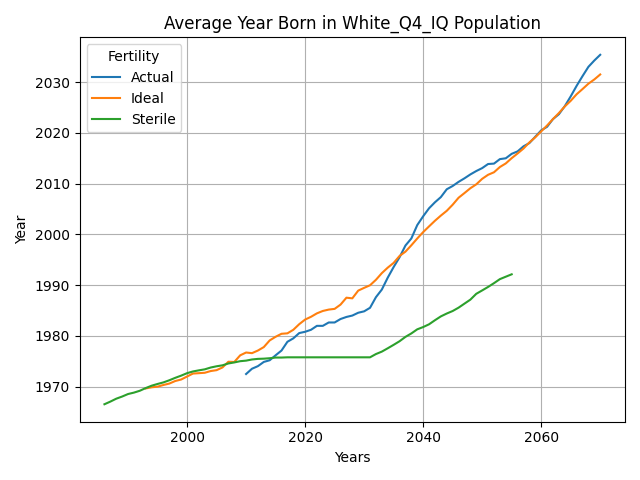 Average Year Born in White_Q4_IQ Population
Fertility
Actual
Ideal
Sterile
2030
2020
2010
2000
1990
1980
1970
Year
2000
2020
2040
2060
Years